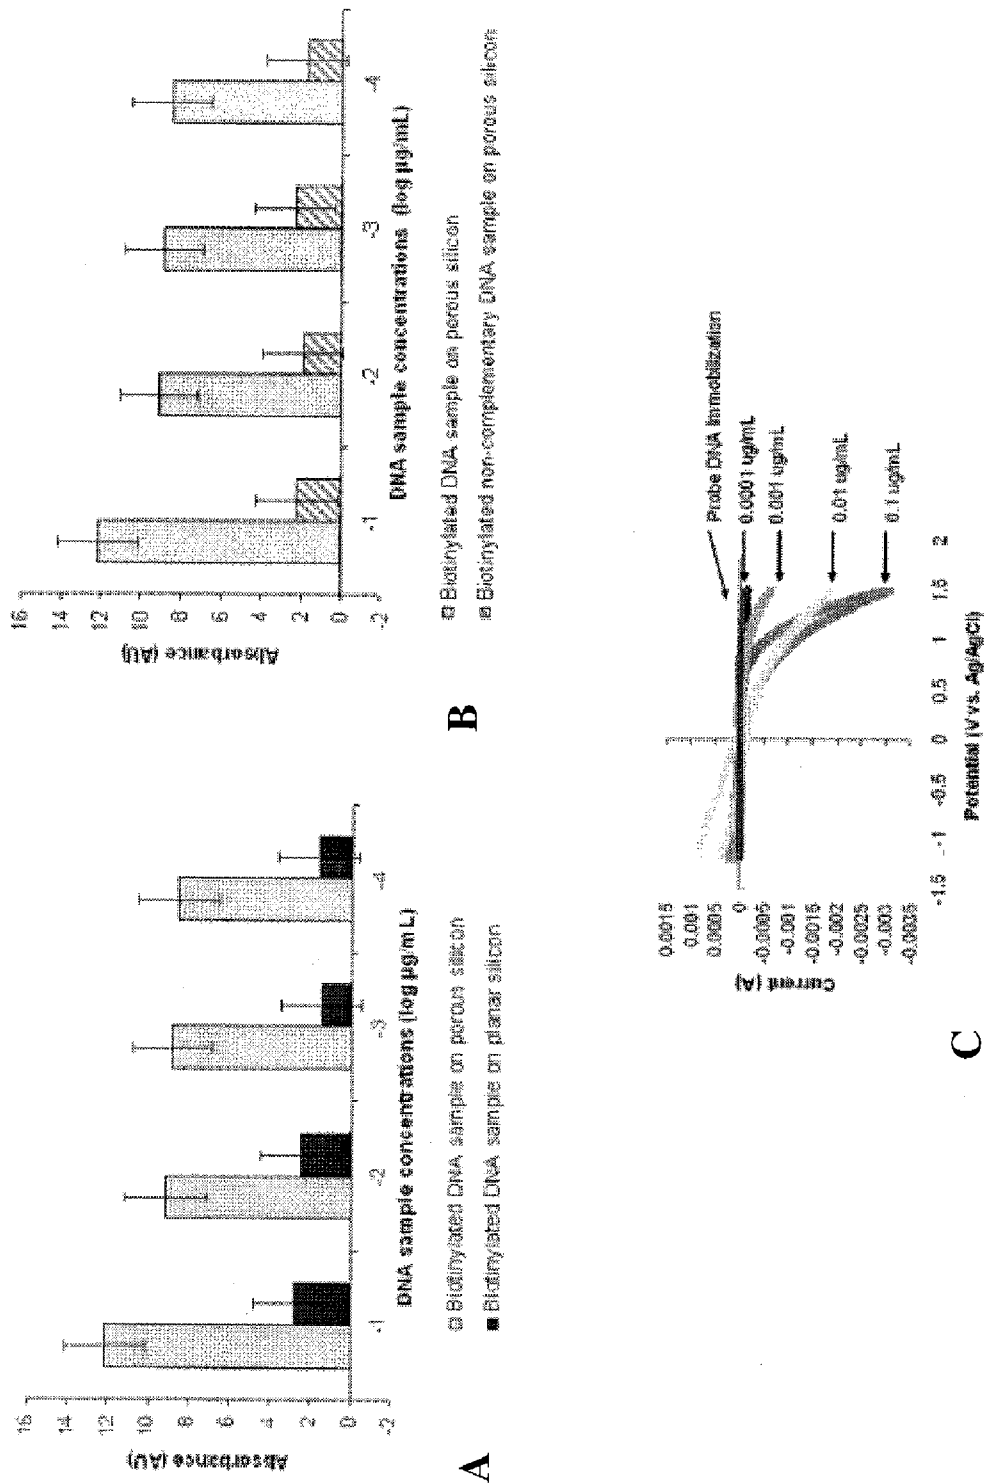 16
14
12
10
8
6
4
2
0
-2
Absorbance (AU)
-1
-2
-3
-4
DNA sample concentrations (log µg/mL)
Biotinylated DNA sample on porous silicon
Biotinylated DNA sample on planar silicon
A
16
14
12
10
8
6
4
2
0
-2
Absorbance (AU)
-1
-2
-3
-4
DNA sample concentrations (log µg/mL)
Biotinylated DNA sample on porous silicon
Biotinylated non-complementary DNA sample on porous silicon
B
0.0015
0.001
0.0005
0
-0.0005
-0.001
-0.0015
-0.002
-0.0025
-0.003
-0.0035
Current (A)
-1.5
-1
-0.5
0
0.5
1
1.5
2
Potential (V vs. Ag/AgCl)
Probe DNA Immobilization
0.0001 ug/mL
0.001 ug/mL
0.01 ug/mL
0.1 ug/mL
C